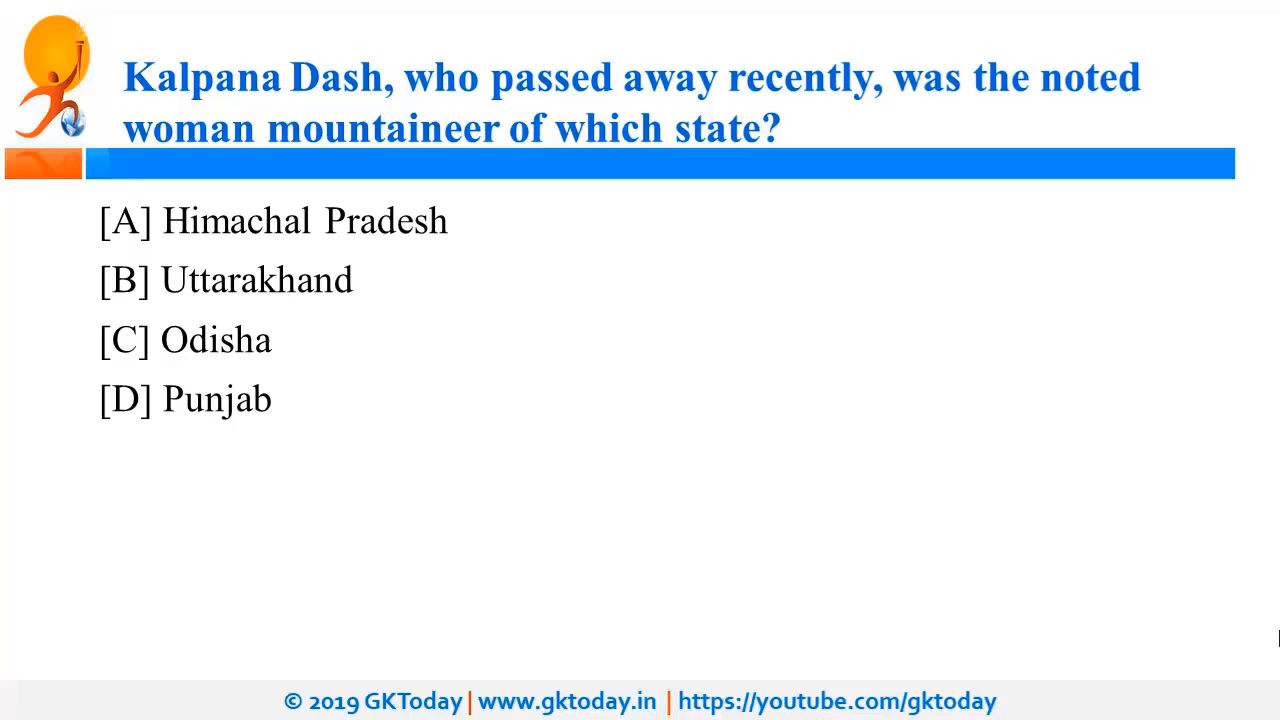 Kalpana Dash, who passed away recently, was the noted
woman mountaineer of which state?
[A] Himachal Pradesh
[B] Uttarakhand
[C] Odisha
[D] Punjab
© 2019 GKToday | www.gktoday.in | https://youtube.com/gktoday